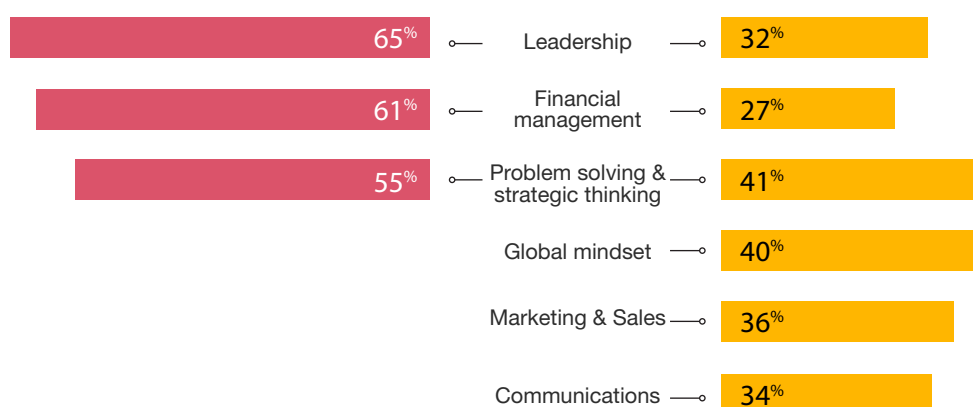 65% Leadership 32%
61% Financial management 27%
55% Problem solving & strategic thinking 41%
Global mindset 40%
Marketing & Sales 36%
Communications 34%